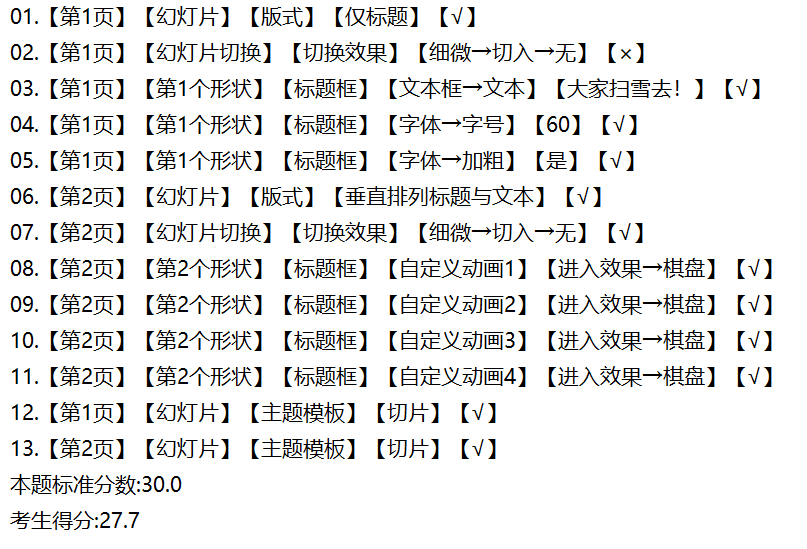 01.【第1页】【幻灯片】【版式】【仅标题】【√】
02.【第1页】【幻灯片切换】【切换效果】【细微→切入→无】【×】
03.【第1页】【第1个形状】【标题框】【文本框→文本】【大家扫雪去！】【√】
04.【第1页】【第1个形状】【标题框】【字体→字号】【60】【√】
05.【第1页】【第1个形状】【标题框】【字体→加粗】【是】【√】
06.【第2页】【幻灯片】【版式】【垂直排列标题与文本】【√】
07.【第2页】【幻灯片切换】【切换效果】【细微→切入→无】【√】
08.【第2页】【第2个形状】【标题框】【自定义动画1】【进入效果→棋盘】【√】
09.【第2页】【第2个形状】【标题框】【自定义动画2】【进入效果→棋盘】【√】
10.【第2页】【第2个形状】【标题框】【自定义动画3】【进入效果→棋盘】【√】
11.【第2页】【第2个形状】【标题框】【自定义动画4】【进入效果→棋盘】【√】
12.【第1页】【幻灯片】【主题模板】【切片】【√】
13.【第2页】【幻灯片】【主题模板】【切片】【√】
本题标准分数:30.0
考生得分:27.7